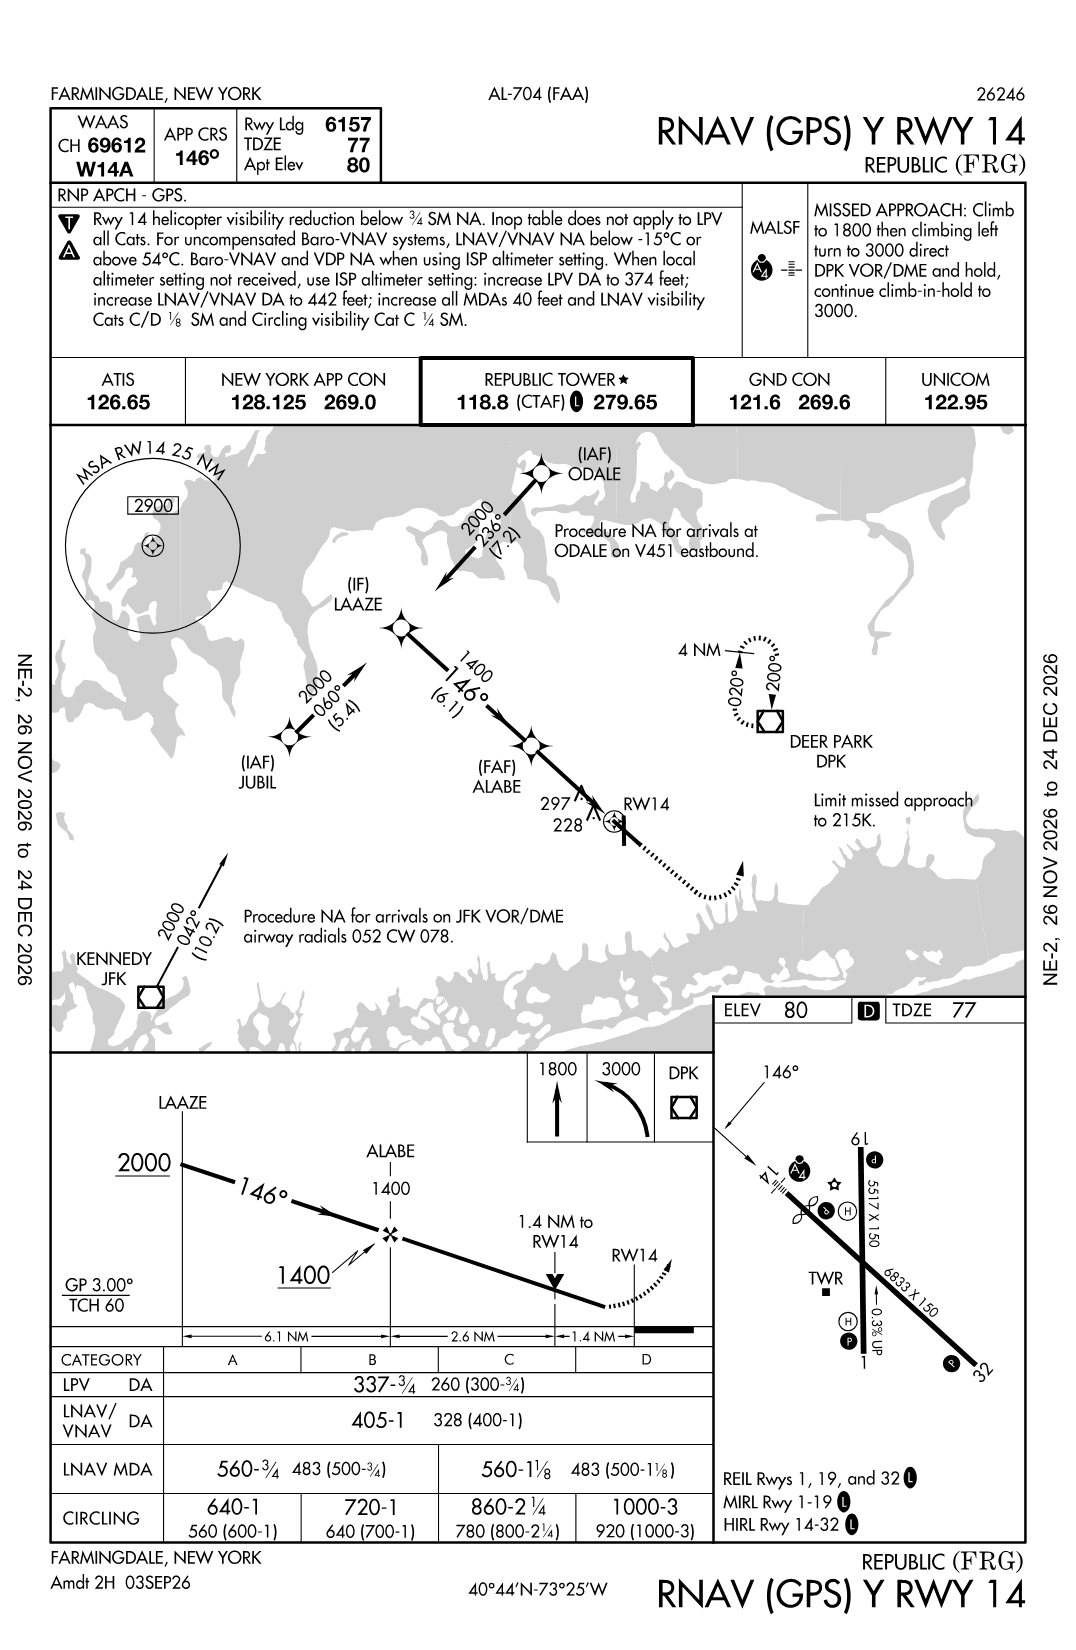 FARMINGDALE, NEW YORK
AL-704 (FAA)
26246
WAAS
CH 69612
W14A
APP CRS
146°
Rwy Ldg 6157
TDZE 77
Apt Elev 80
RNAV (GPS) Y RWY 14
REPUBLIC (FRG)
RNP APCH - GPS.
T
A
Rwy 14 helicopter visibility reduction below ¾ SM NA. Inop table does not apply to LPV
all Cats. For uncompensated Baro-VNAV systems, LNAV/VNAV NA below -15°C or
above 54°C. Baro-VNAV and VDP NA when using ISP altimeter setting. When local
altimeter setting not received, use ISP altimeter setting: increase LPV DA to 374 feet;
increase LNAV/VNAV DA to 442 feet; increase all MDAs 40 feet and LNAV visibility
Cats C/D ⅛ SM and Circling visibility Cat C ¼ SM.
MALSF
A4
MISSED APPROACH: Climb
to 1800 then climbing left
turn to 3000 direct
DPK VOR/DME and hold,
continue climb-in-hold to
3000.
ATIS
126.65
NEW YORK APP CON
128.125 269.0
REPUBLIC TOWER★
118.8 (CTAF) L 279.65
GND CON
121.6 269.6
UNICOM
122.95
MSA RW14 25 NM
2900
(IAF)
ODALE
2000
236°
(7.2)
Procedure NA for arrivals at
ODALE on V451 eastbound.
(IF)
LAAZE
1400
146°
(6.1)
4 NM
020°
200°
2000
060°
(5.4)
(IAF)
JUBIL
DEER PARK
DPK
(FAF)
ALABE
297
228
RW14
Limit missed approach
to 215K.
2000
042°
(10.2)
Procedure NA for arrivals on JFK VOR/DME
airway radials 052 CW 078.
KENNEDY
JFK
NE-2, 26 NOV 2026 to 24 DEC 2026
NE-2, 26 NOV 2026 to 24 DEC 2026
ELEV 80
D
TDZE 77
146°
19
P
A4
14
P
H
5517 X 150
TWR
6833 X 150
0.3% UP
H
P
1
P
32
REIL Rwys 1, 19, and 32 L
MIRL Rwy 1-19 L
HIRL Rwy 14-32 L
1800
3000
DPK
LAAZE
2000
146°
ALABE
1400
1400
1.4 NM to
RW14
RW14
GP 3.00°
TCH 60
6.1 NM
2.6 NM
1.4 NM
CATEGORY A B C D
LPV DA 337-¾ 260 (300-¾)
LNAV/
VNAV DA 405-1 328 (400-1)
LNAV MDA 560-¾ 483 (500-¾) 560-1⅛ 483 (500-1⅛)
CIRCLING
640-1
560 (600-1)
720-1
640 (700-1)
860-2¼
780 (800-2¼)
1000-3
920 (1000-3)
FARMINGDALE, NEW YORK
Amdt 2H 03SEP26
40°44'N-73°25'W
REPUBLIC (FRG)
RNAV (GPS) Y RWY 14